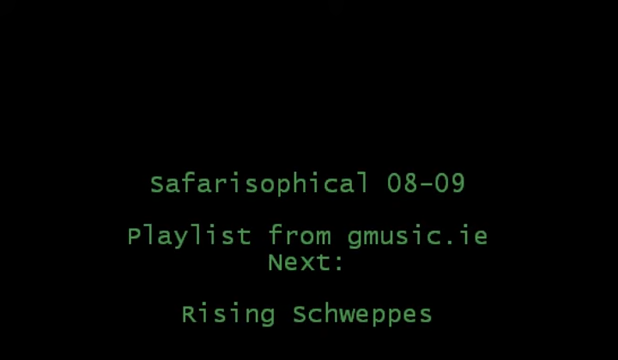 Safarisophical 08-09
Playlist from gmusic.ie
Next:
Rising Schweppes